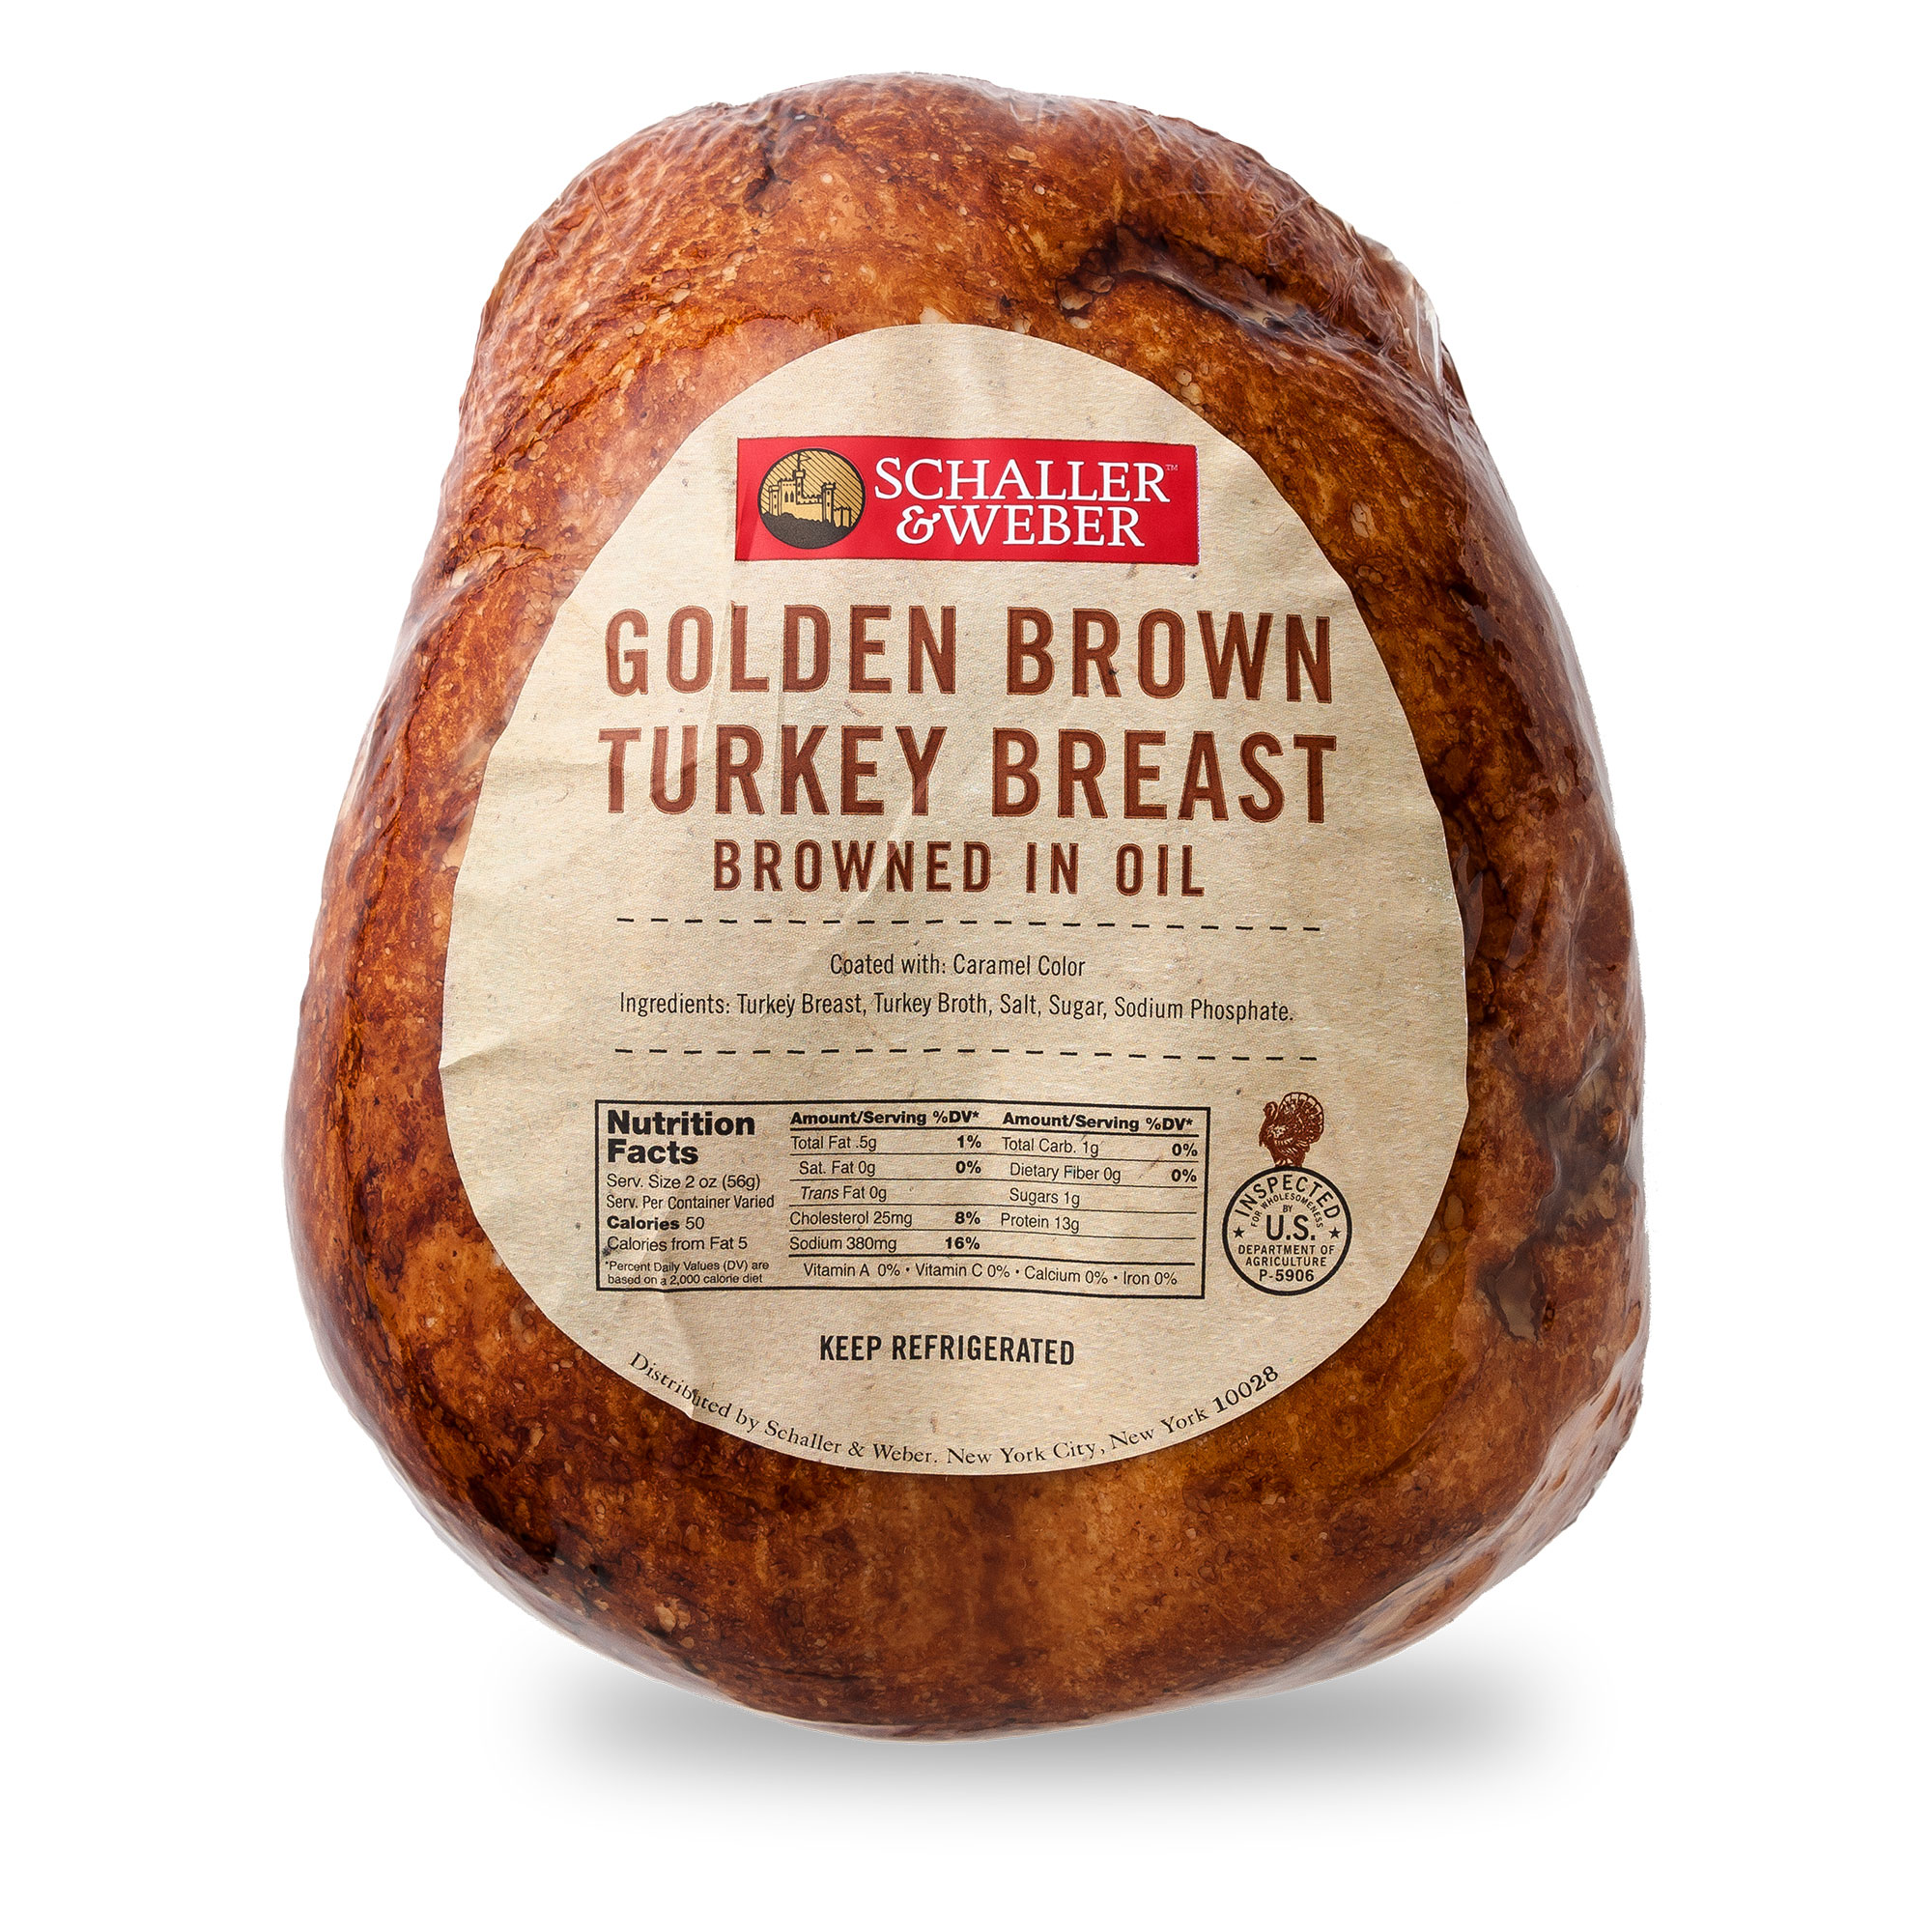 SCHALLER™
&WEBER
GOLDEN BROWN
TURKEY BREAST
BROWNED IN OIL
Coated with: Caramel Color
Ingredients: Turkey Breast, Turkey Broth, Salt, Sugar, Sodium Phosphate.
Nutrition
Facts
Serv. Size 2 oz (56g)
Serv. Per Container Varied
Calories 50
Calories from Fat 5
*Percent Daily Values (DV) are
based on a 2,000 calorie diet
Amount/Serving %DV*
Total Fat .5g 1%
Sat. Fat 0g 0%
Trans Fat 0g
Cholesterol 25mg 8%
Sodium 380mg 16%
Amount/Serving %DV*
Total Carb. 1g 0%
Dietary Fiber 0g 0%
Sugars 1g
Protein 13g
Vitamin A 0% • Vitamin C 0% • Calcium 0% • Iron 0%
INSPECTED
FOR WHOLESOMENESS
BY
U.S.
DEPARTMENT OF
AGRICULTURE
P-5906
KEEP REFRIGERATED
Distributed by Schaller & Weber. New York City, New York 10028